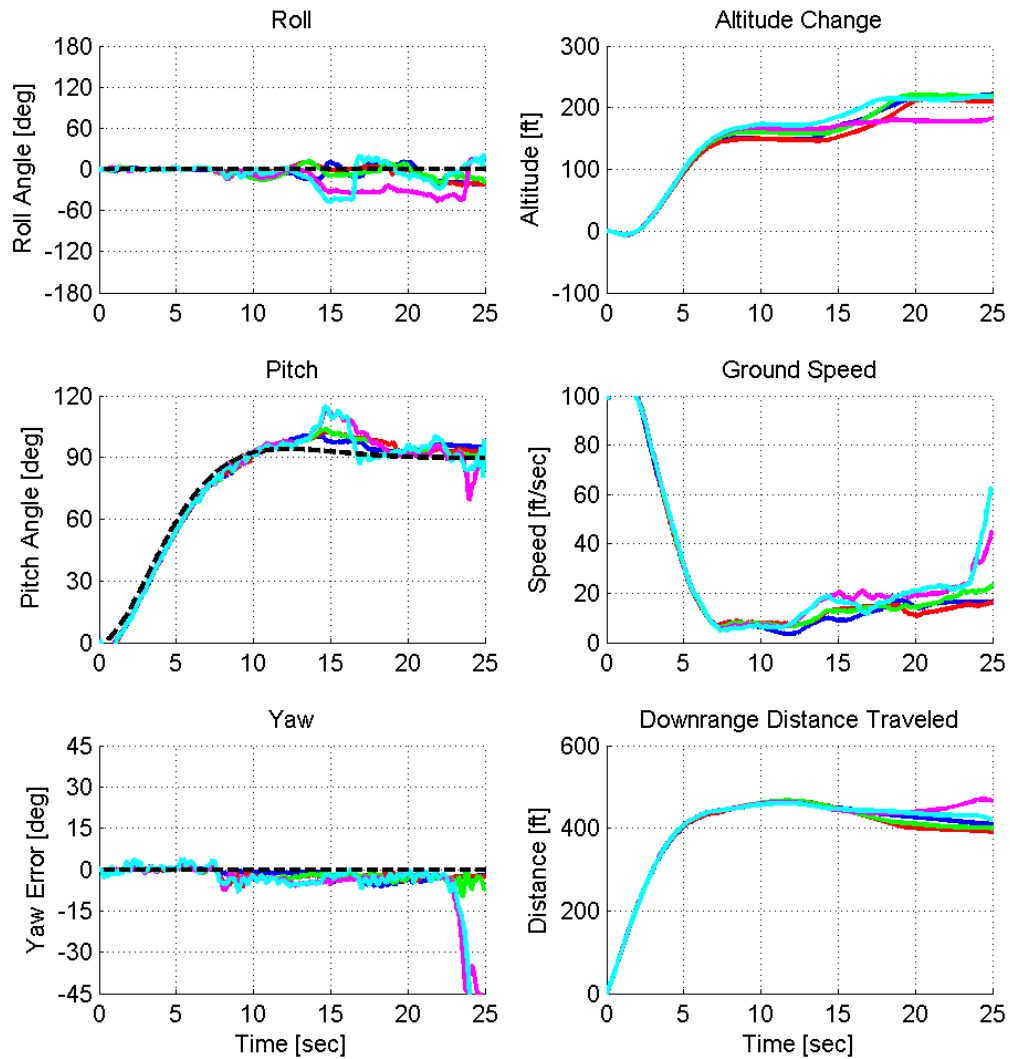 Roll
Roll Angle [deg]
180
120
60
0
-60
-120
-180
0 5 10 15 20 25
Altitude Change
Altitude [ft]
300
200
100
0
-100
0 5 10 15 20 25
Pitch
Pitch Angle [deg]
120
90
60
30
0
0 5 10 15 20 25
Ground Speed
Speed [ft/sec]
100
80
60
40
20
0
0 5 10 15 20 25
Yaw
Yaw Error [deg]
45
30
15
0
-15
-30
-45
0 5 10 15 20 25
Time [sec]
Downrange Distance Traveled
Distance [ft]
600
400
200
0
0 5 10 15 20 25
Time [sec]